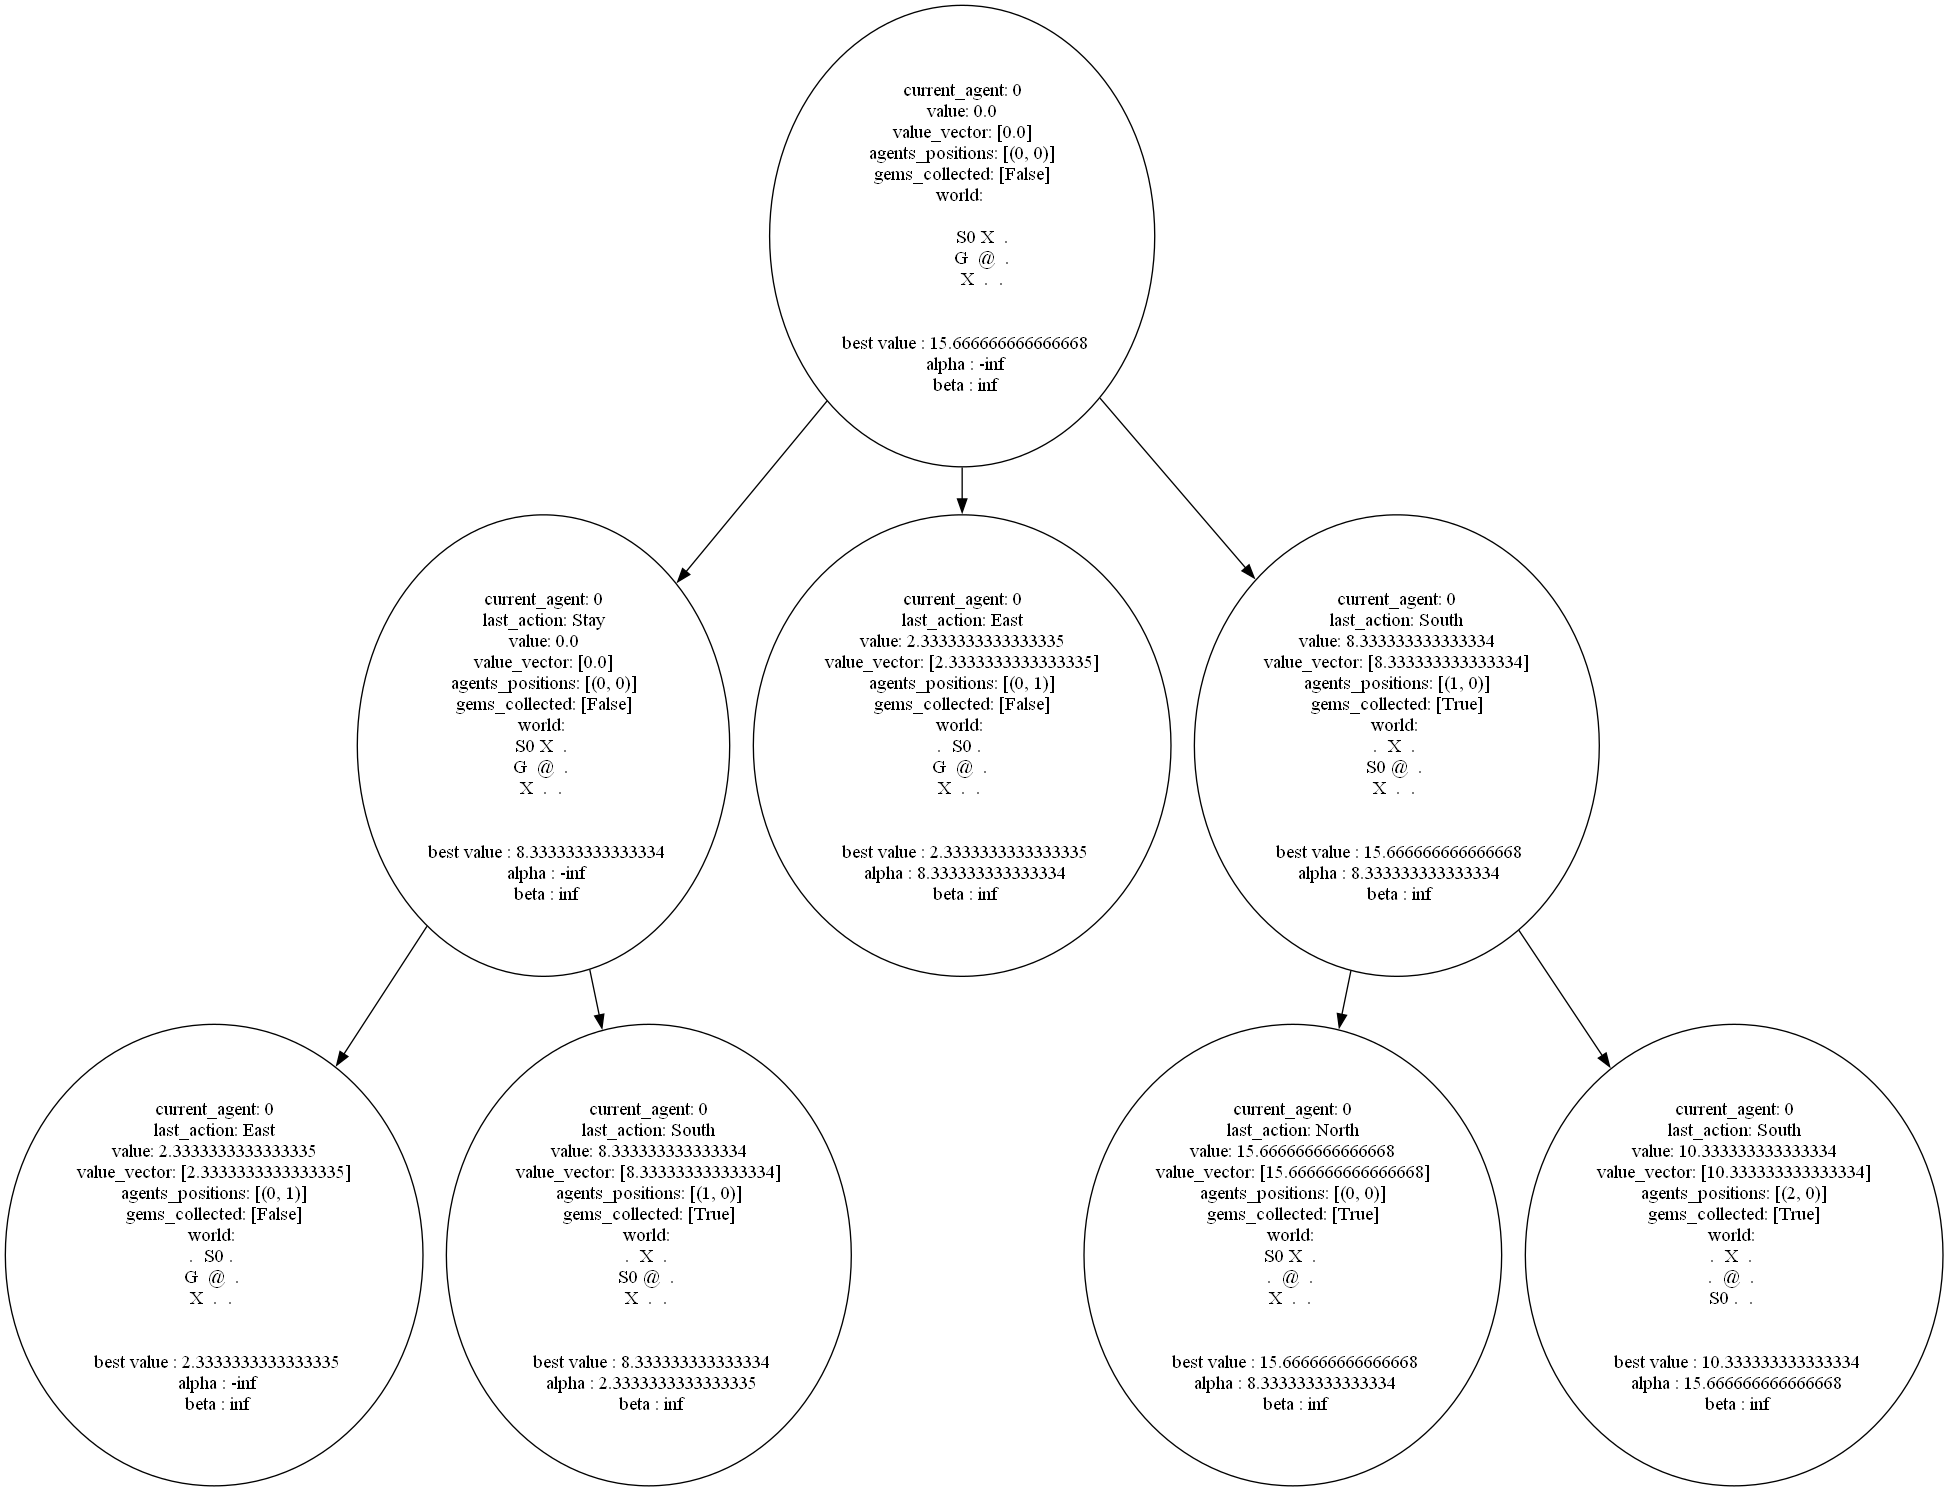 current_agent: 0
value: 0.0
value_vector: [0.0]
agents_positions: [(0, 0)]
gems_collected: [False]
world:
S0 X .
G @ .
X . .
best value : 15.666666666666668
alpha : -inf
beta : inf
current_agent: 0
last_action: Stay
value: 0.0
value_vector: [0.0]
agents_positions: [(0, 0)]
gems_collected: [False]
world:
S0 X .
G @ .
X . .
best value : 8.333333333333334
alpha : -inf
beta : inf
current_agent: 0
last_action: East
value: 2.3333333333333335
value_vector: [2.3333333333333335]
agents_positions: [(0, 1)]
gems_collected: [False]
world:
. S0 .
G @ .
X . .
best value : 2.3333333333333335
alpha : 8.333333333333334
beta : inf
current_agent: 0
last_action: South
value: 8.333333333333334
value_vector: [8.333333333333334]
agents_positions: [(1, 0)]
gems_collected: [True]
world:
. X .
S0 @ .
X . .
best value : 15.666666666666668
alpha : 8.333333333333334
beta : inf
current_agent: 0
last_action: East
value: 2.3333333333333335
value_vector: [2.3333333333333335]
agents_positions: [(0, 1)]
gems_collected: [False]
world:
. S0 .
G @ .
X . .
best value : 2.3333333333333335
alpha : -inf
beta : inf
current_agent: 0
last_action: South
value: 8.333333333333334
value_vector: [8.333333333333334]
agents_positions: [(1, 0)]
gems_collected: [True]
world:
. X .
S0 @ .
X . .
best value : 8.333333333333334
alpha : 2.3333333333333335
beta : inf
current_agent: 0
last_action: North
value: 15.666666666666668
value_vector: [15.666666666666668]
agents_positions: [(0, 0)]
gems_collected: [True]
world:
S0 X .
. @ .
X . .
best value : 15.666666666666668
alpha : 8.333333333333334
beta : inf
current_agent: 0
last_action: South
value: 10.333333333333334
value_vector: [10.333333333333334]
agents_positions: [(2, 0)]
gems_collected: [True]
world:
. X .
. @ .
S0 . .
best value : 10.333333333333334
alpha : 15.666666666666668
beta : inf